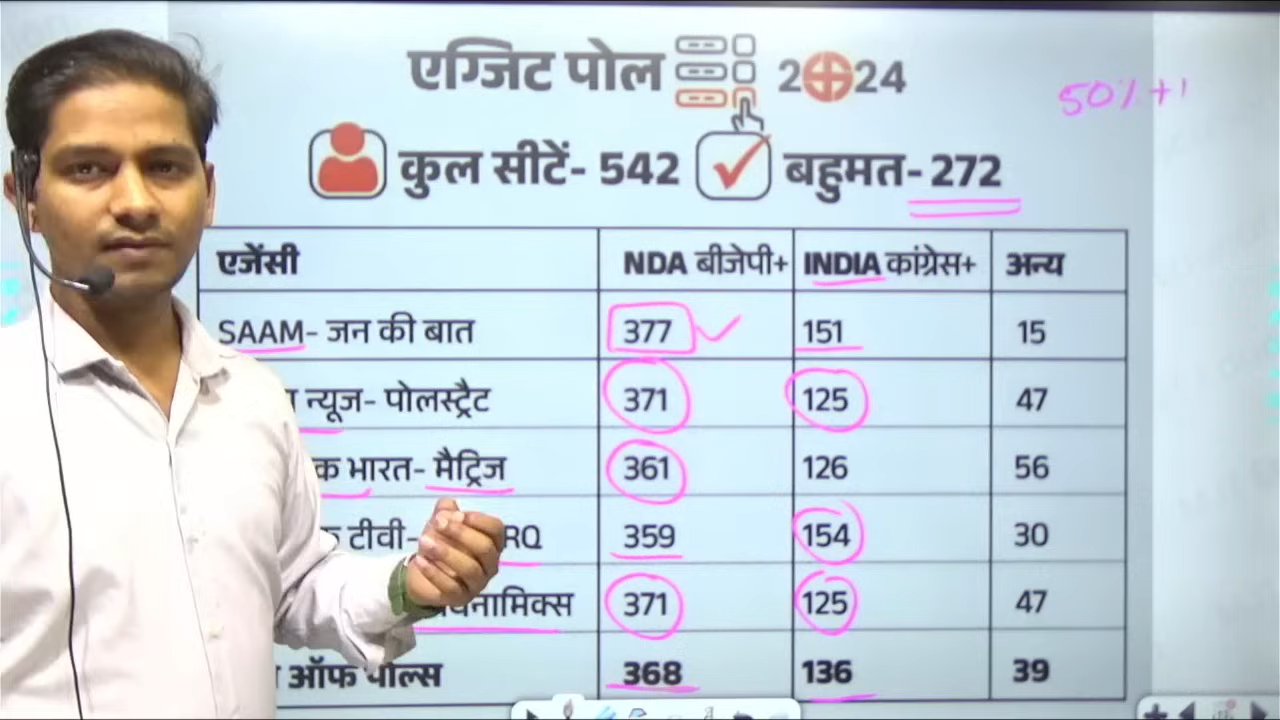 एग्जिट पोल 2024
50% + 1
कुल सीटें- 542 बहुमत- 272
एजेंसी NDA बीजेपी+ INDIA कांग्रेस+ अन्य
SAAM- जन की बात 377 151 15
न्यूज- पोलस्ट्रैट 371 125 47
भारत- मैट्रिज 361 126 56
टीवी- 359 154 30
371 125 47
ऑफ पोल्स 368 136 39